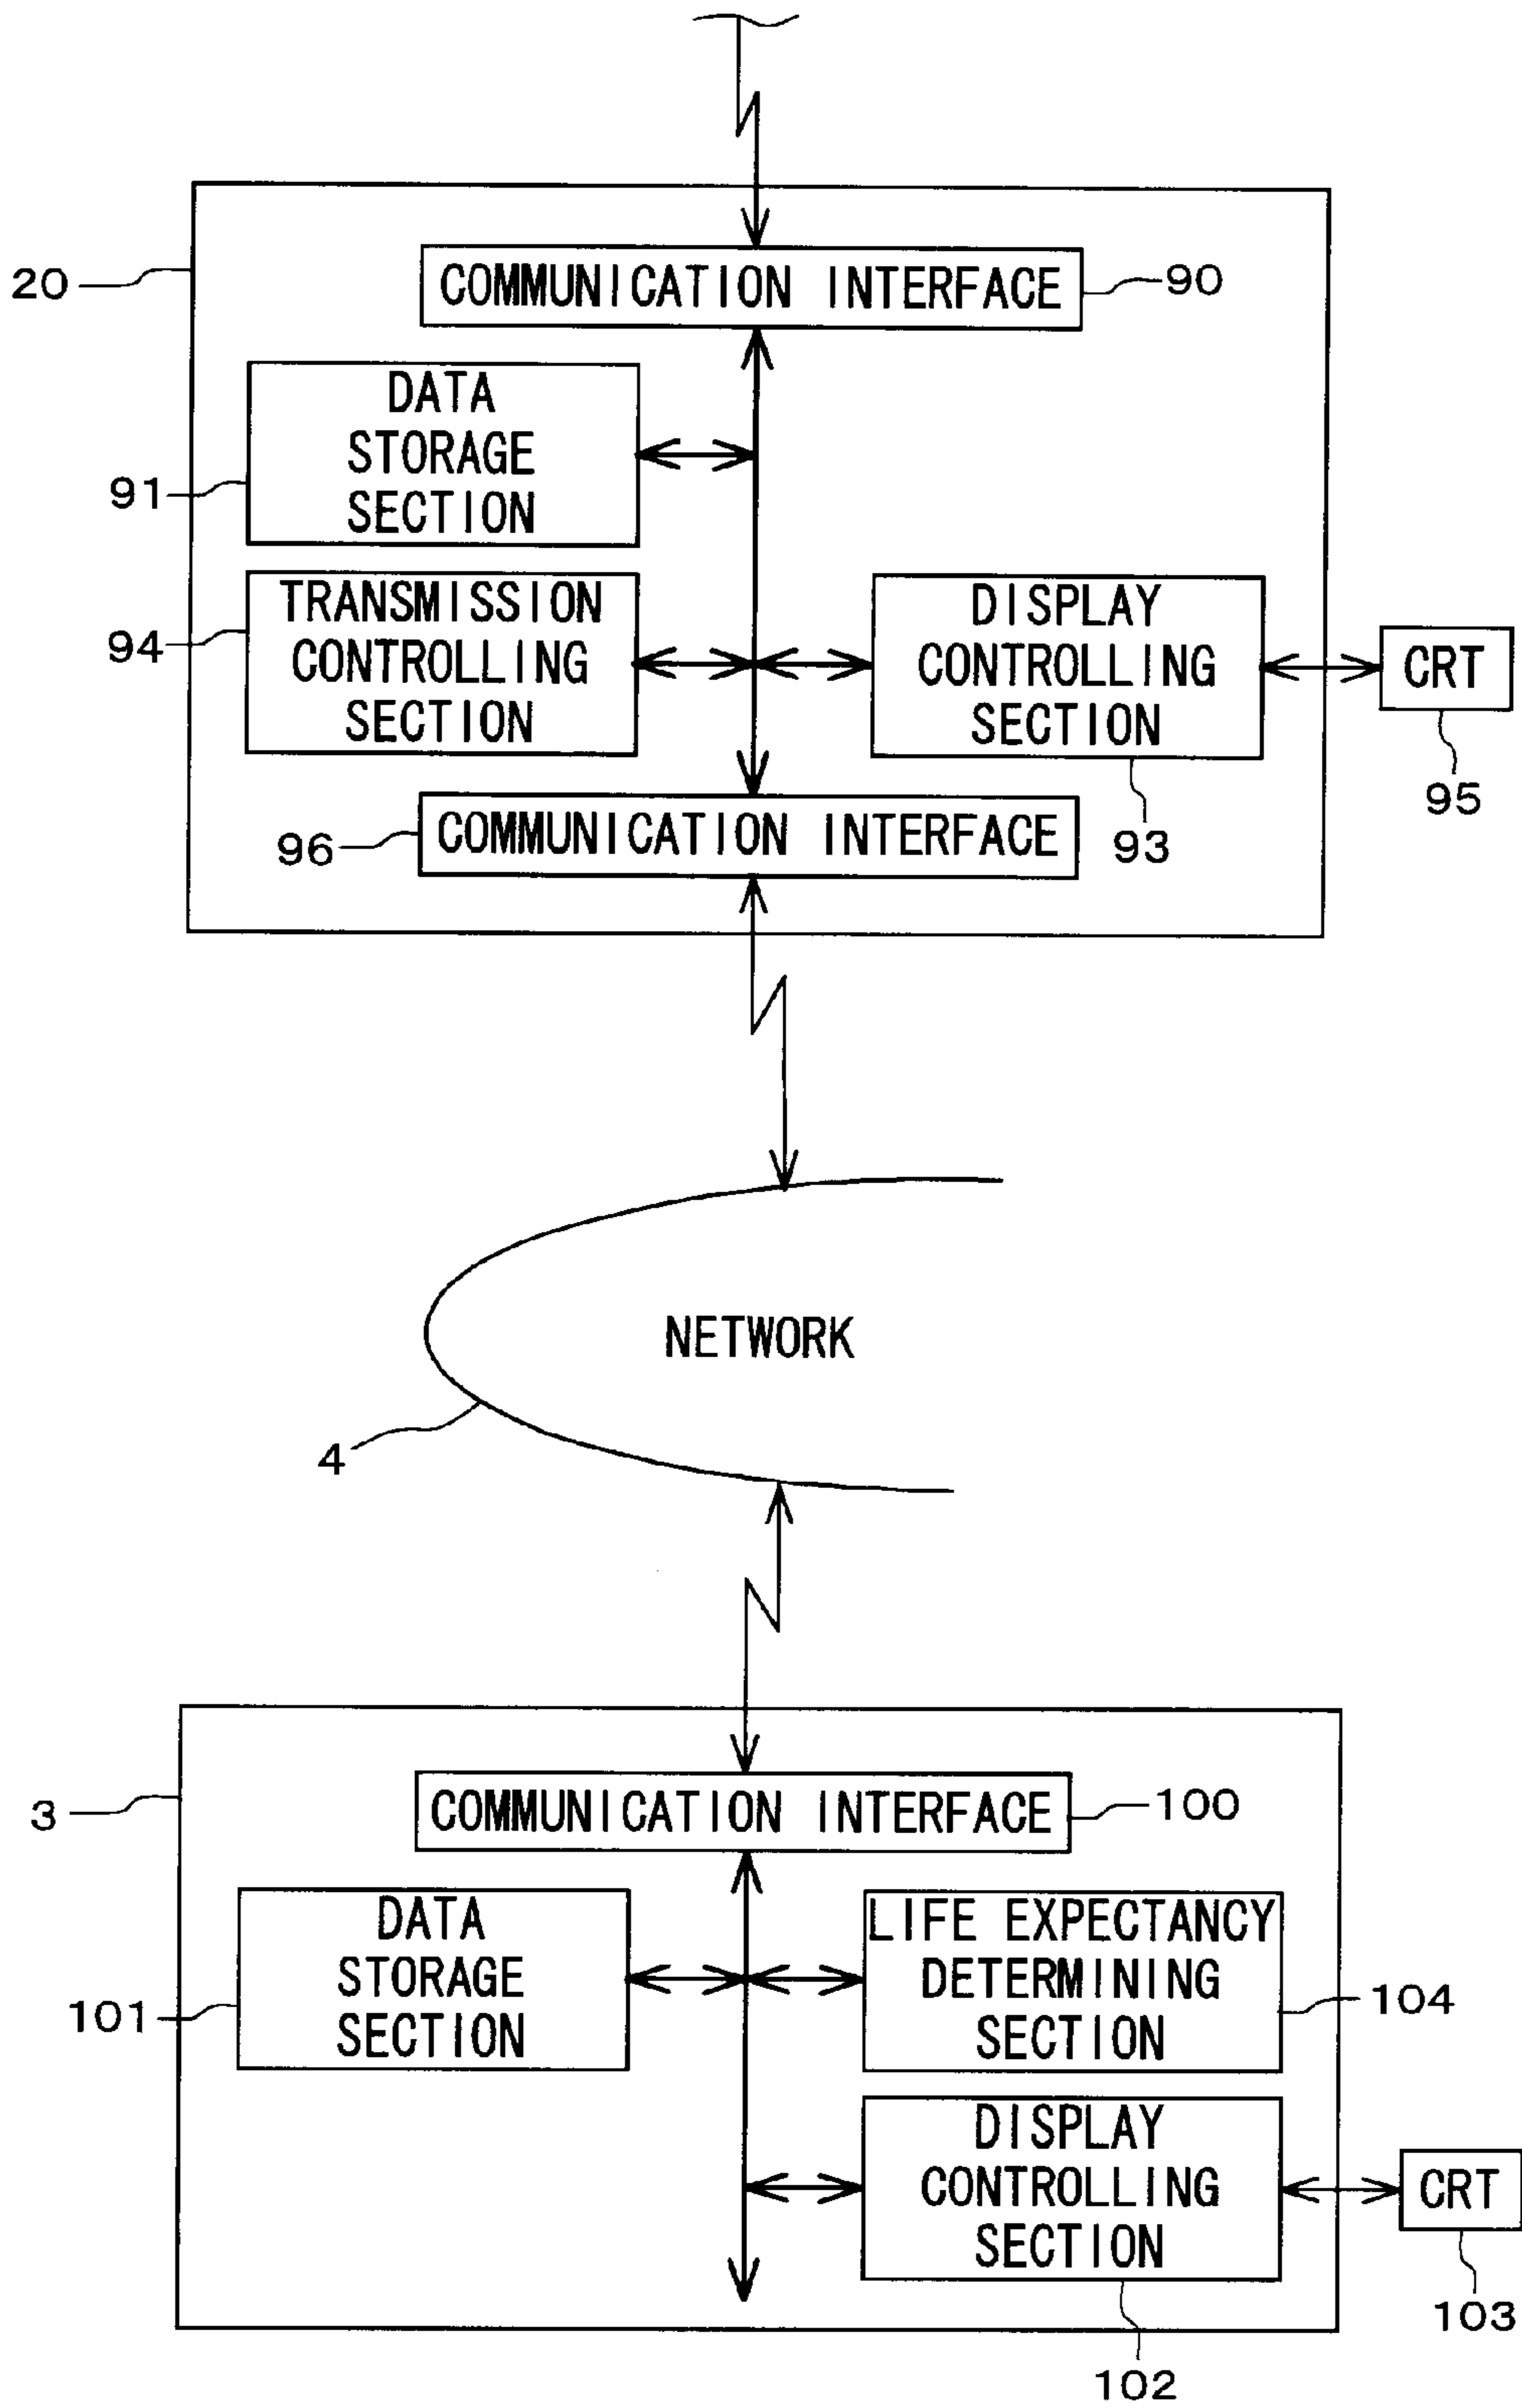 20
COMMUNICATION INTERFACE
90
DATA
STORAGE
SECTION
91
TRANSMISSION
CONTROLLING
SECTION
94
DISPLAY
CONTROLLING
SECTION
CRT
95
93
96
COMMUNICATION INTERFACE
NETWORK
4
3
COMMUNICATION INTERFACE
100
DATA
STORAGE
SECTION
101
LIFE EXPECTANCY
DETERMINING
SECTION
104
DISPLAY
CONTROLLING
SECTION
CRT
103
102